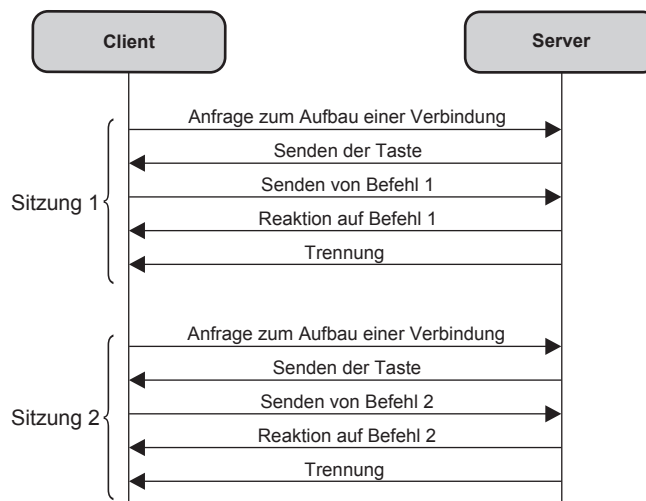 Client
Server
Anfrage zum Aufbau einer Verbindung
Senden der Taste
Senden von Befehl 1
Sitzung 1
Reaktion auf Befehl 1
Trennung
Anfrage zum Aufbau einer Verbindung
Senden der Taste
Senden von Befehl 2
Sitzung 2
Reaktion auf Befehl 2
Trennung